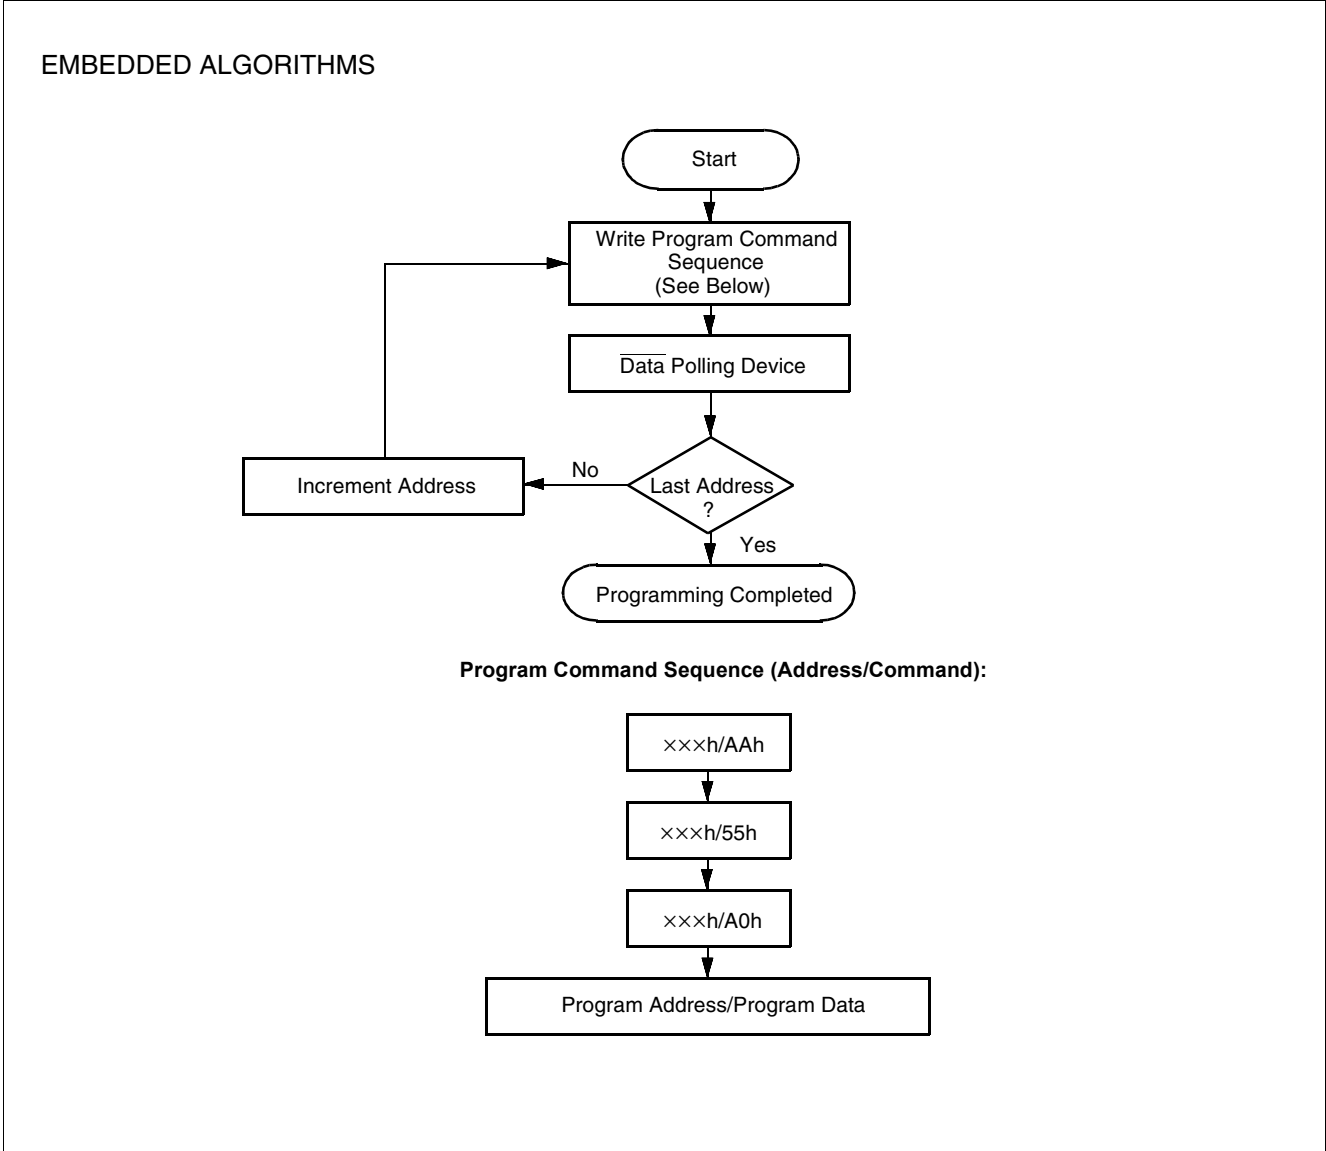 EMBEDDED ALGORITHMS
Start
Write Program Command
Sequence
(See Below)
Data Polling Device
No
Increment Address
Last Address
?
Yes
Programming Completed
Program Command Sequence (Address/Command):
×××h/AAh
×××h/55h
×××h/A0h
Program Address/Program Data